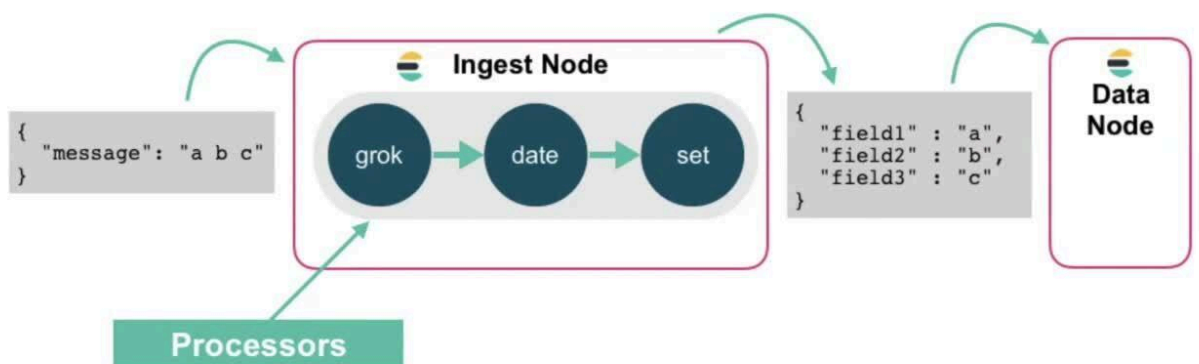 {
"message": "a b c"
}
Ingest Node
grok
date
set
Processors
{
"field1" : "a",
"field2" : "b",
"field3" : "c"
}
Data
Node